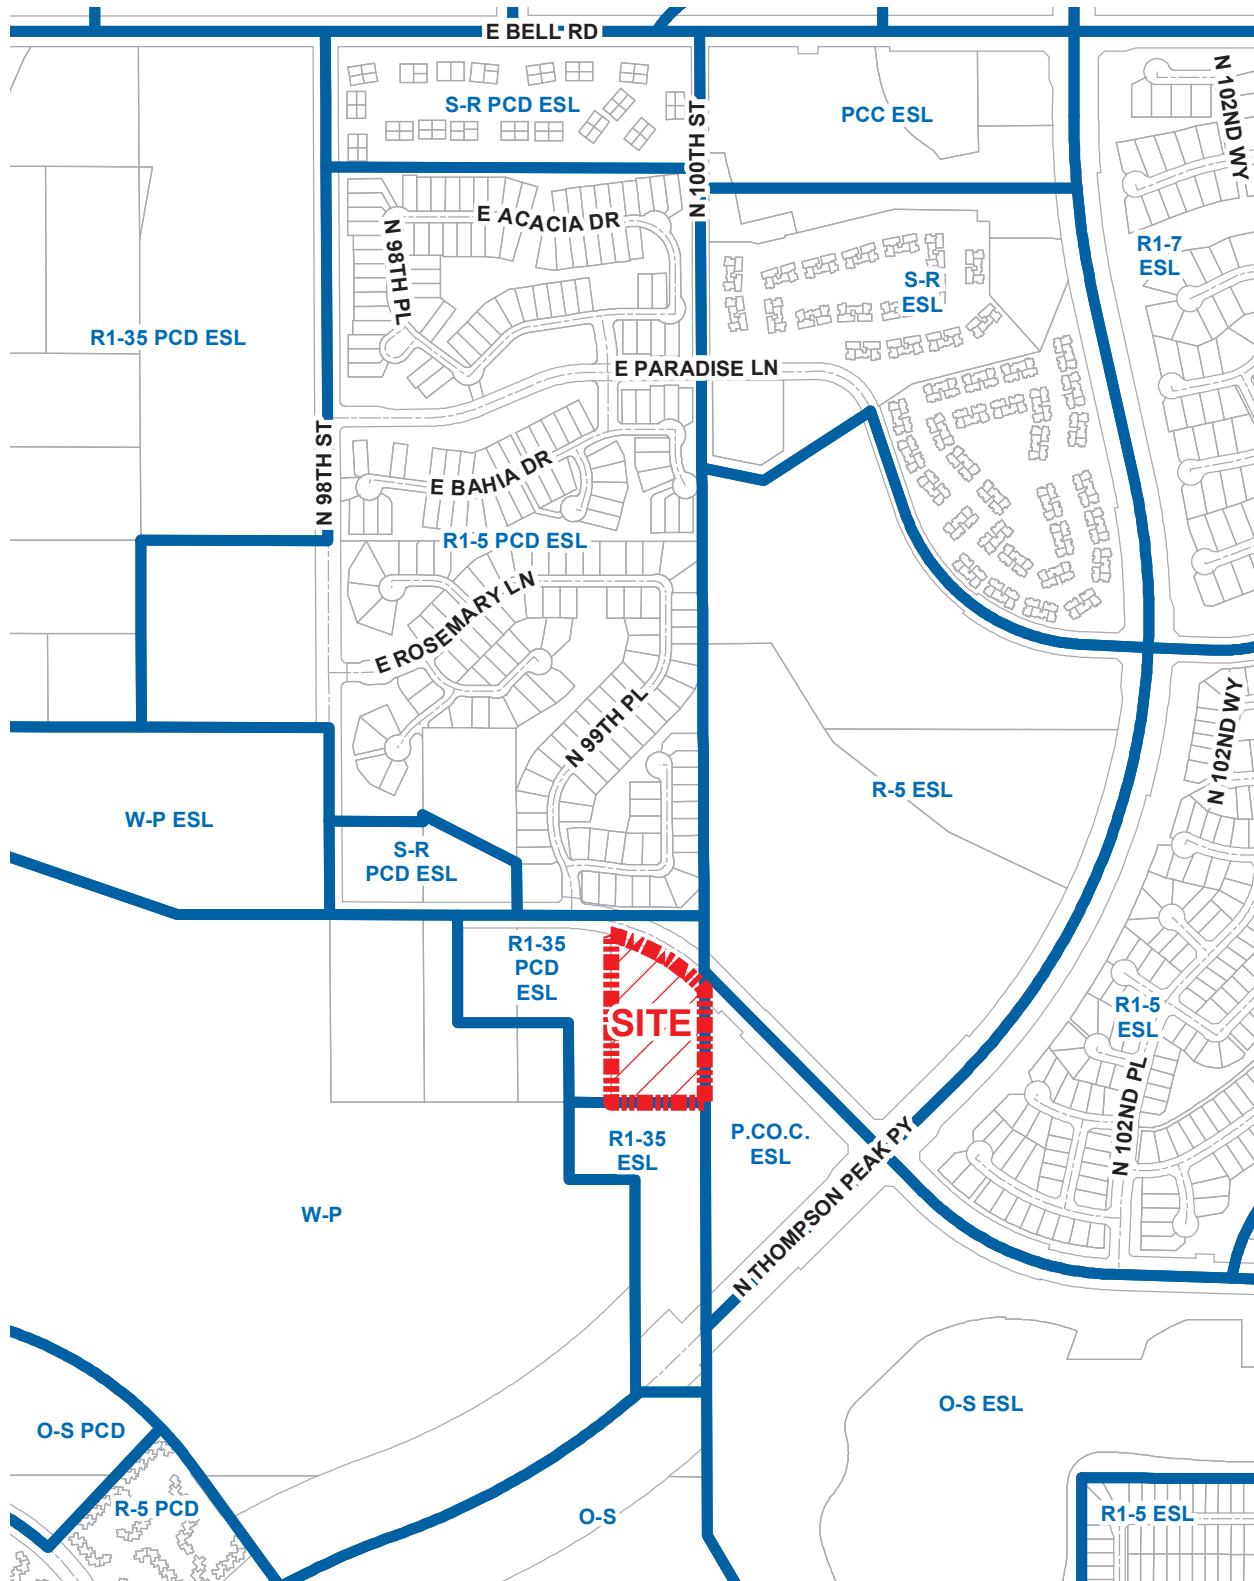 E BELL RD
N 102ND WY
S-R PCD ESL
PCC ESL
N 100TH ST
E ACACIA DR
N 98TH PL
R1-7
ESL
S-R
ESL
R1-35 PCD ESL
E PARADISE LN
N 98TH ST
E BAHIA DR
R1-5 PCD ESL
E ROSEMARY LN
N 99TH PL
N 102ND WY
R-5 ESL
W-P ESL
S-R
PCD ESL
R1-35
PCD
ESL
SITE
R1-5
ESL
N 102ND PL
R1-35
ESL
P.CO.C.
ESL
N THOMPSON PEAK PY
W-P
O-S ESL
O-S PCD
R-5 PCD
O-S
R1-5 ESL